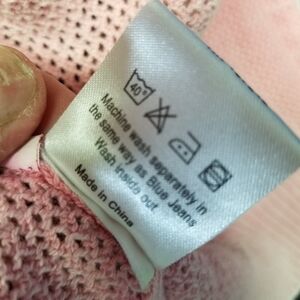 40°
Machine wash separately in
the same way as Blue Jeans
Wash inside out
Made in China